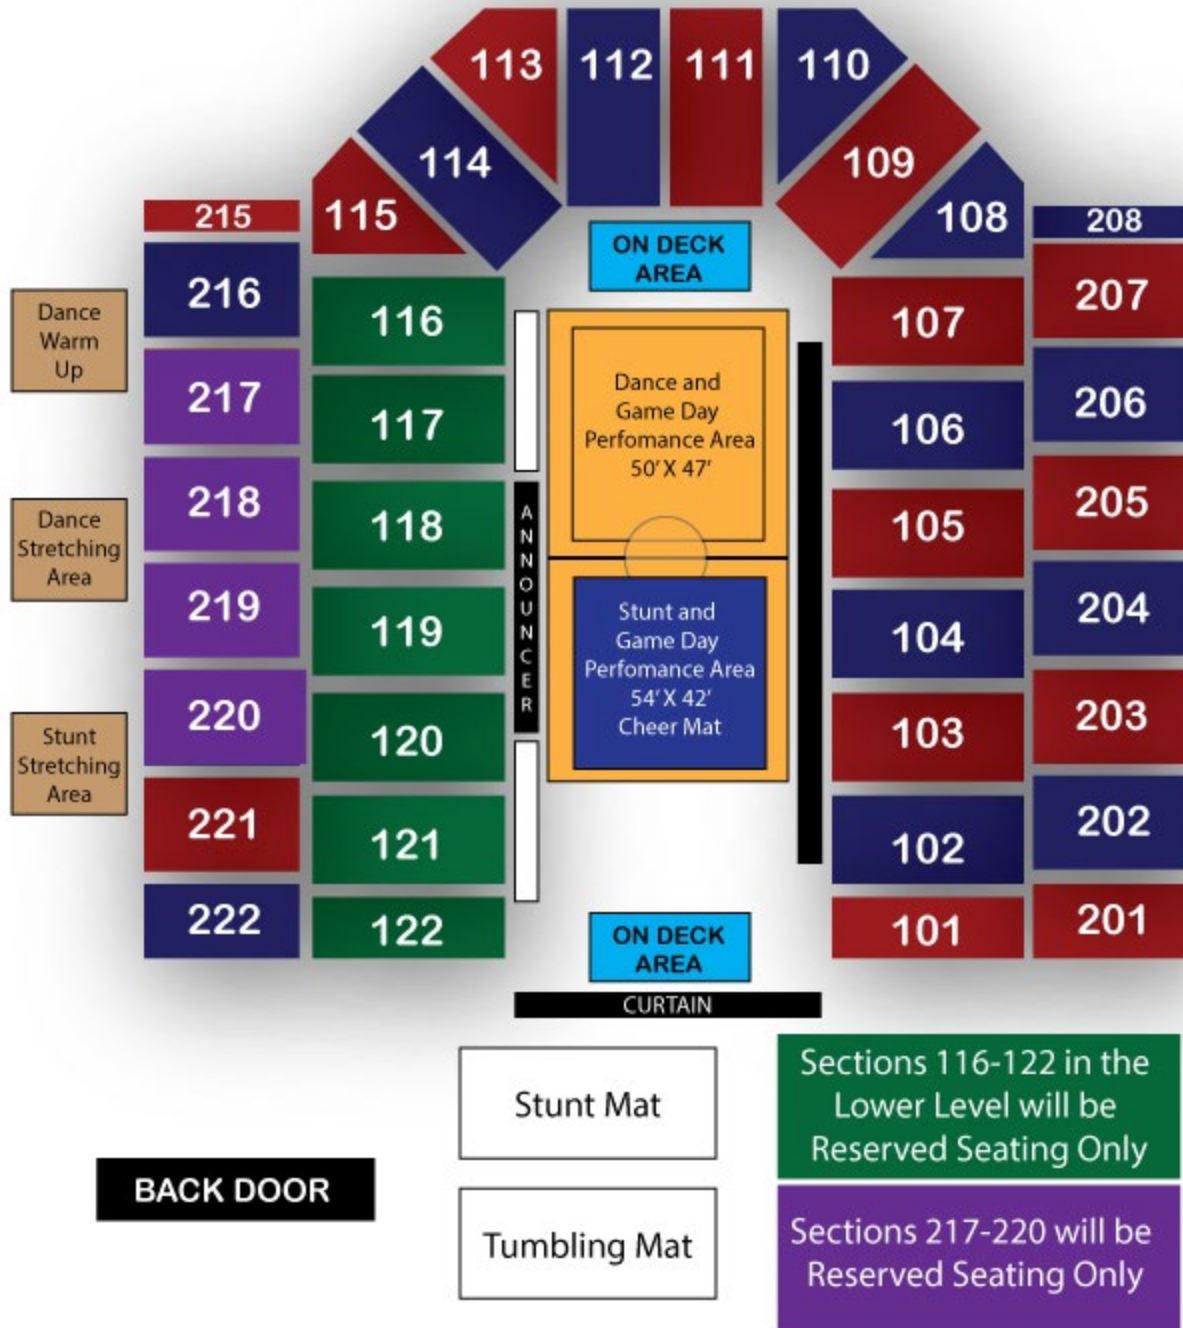 113
112
111
110
114
109
115
108
215
208
ON DECK
AREA
216
207
Dance
Warm
Up
116
107
217
Dance and
Game Day
Perfomance Area
50' X 47'
206
117
106
218
205
118
105
Dance
Stretching
Area
ANNOUNCER
219
204
119
104
Stunt and
Game Day
Perfomance Area
54' X 42'
Cheer Mat
220
203
120
103
Stunt
Stretching
Area
221
202
121
102
222
201
122
101
ON DECK
AREA
CURTAIN
Stunt Mat
Sections 116-122 in the
Lower Level will be
Reserved Seating Only
BACK DOOR
Tumbling Mat
Sections 217-220 will be
Reserved Seating Only